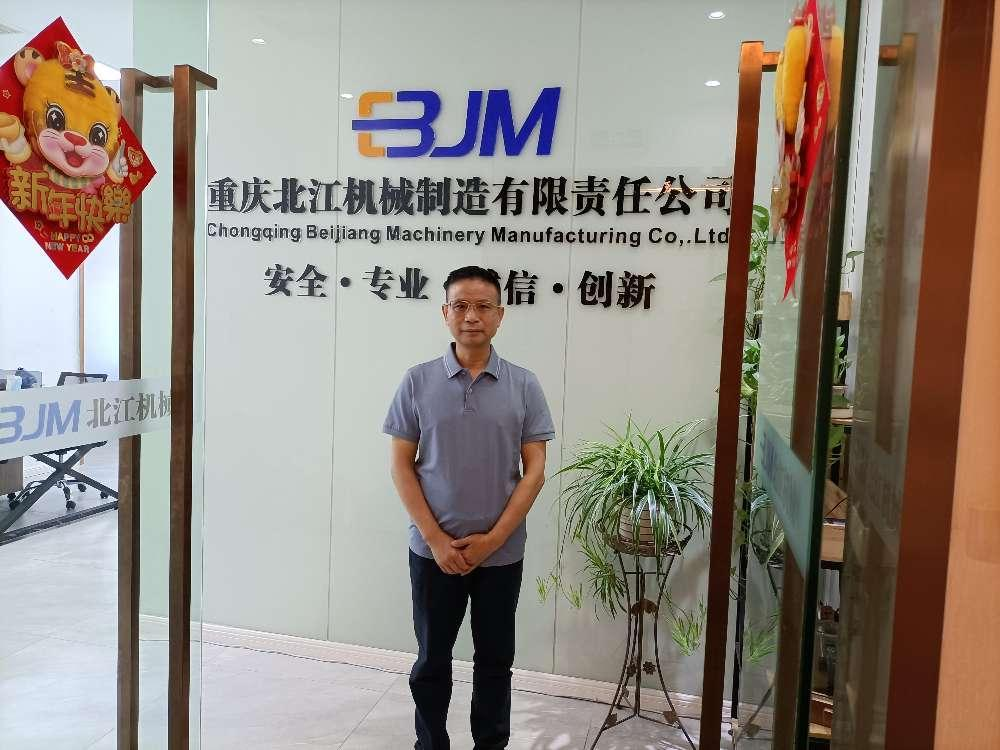 BJM
重庆北江机械制造有限责任公司
Chongqing Beijiang Machinery Manufacturing Co,.Ltd
安全·专业 信·创新
新年快樂
HAPPY
NEW YEAR
BJM 北江机械